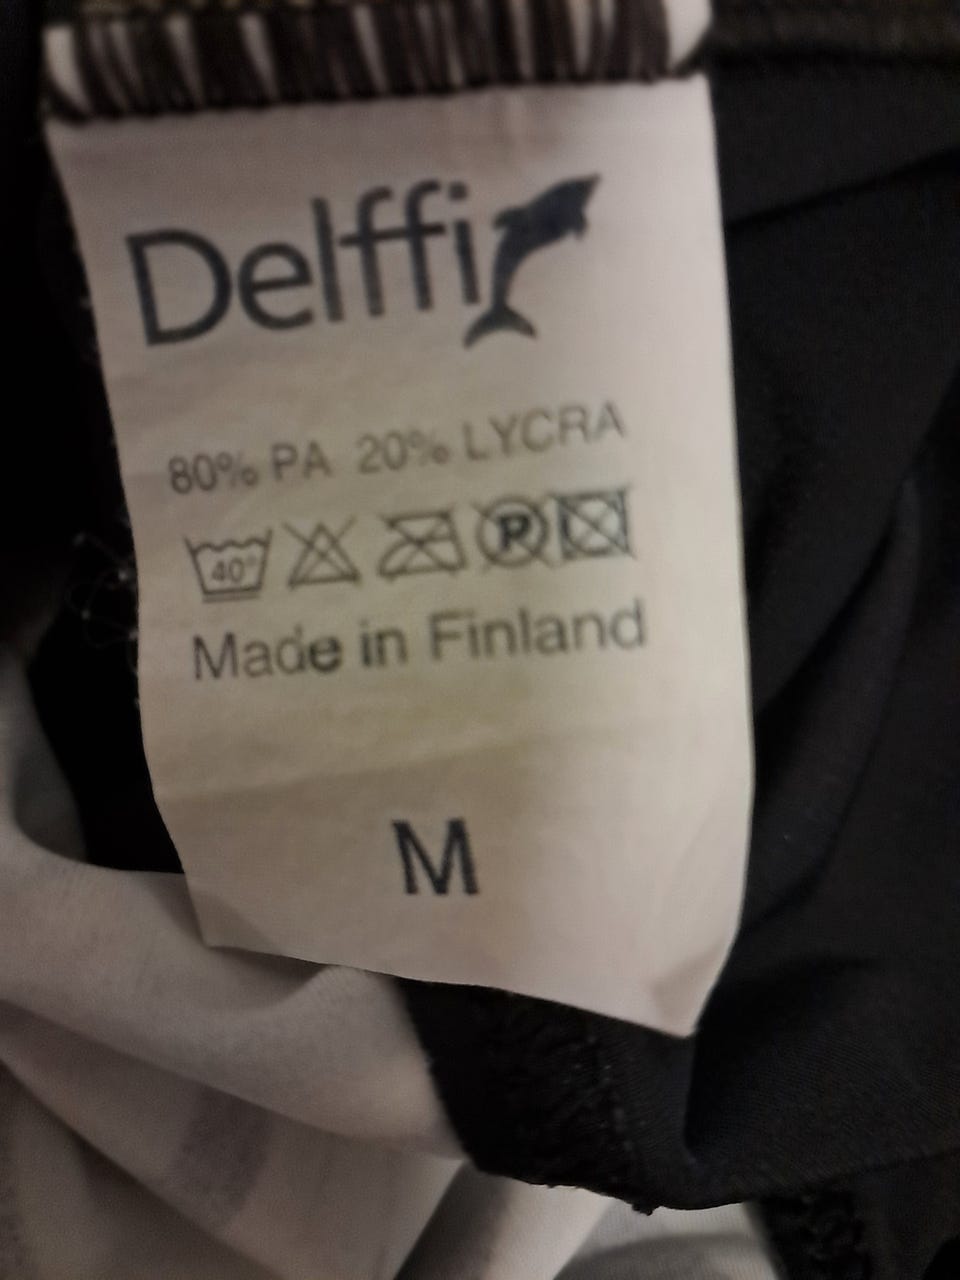 Delffi
80% PA 20% LYCRA
40° P
Made in Finland
M